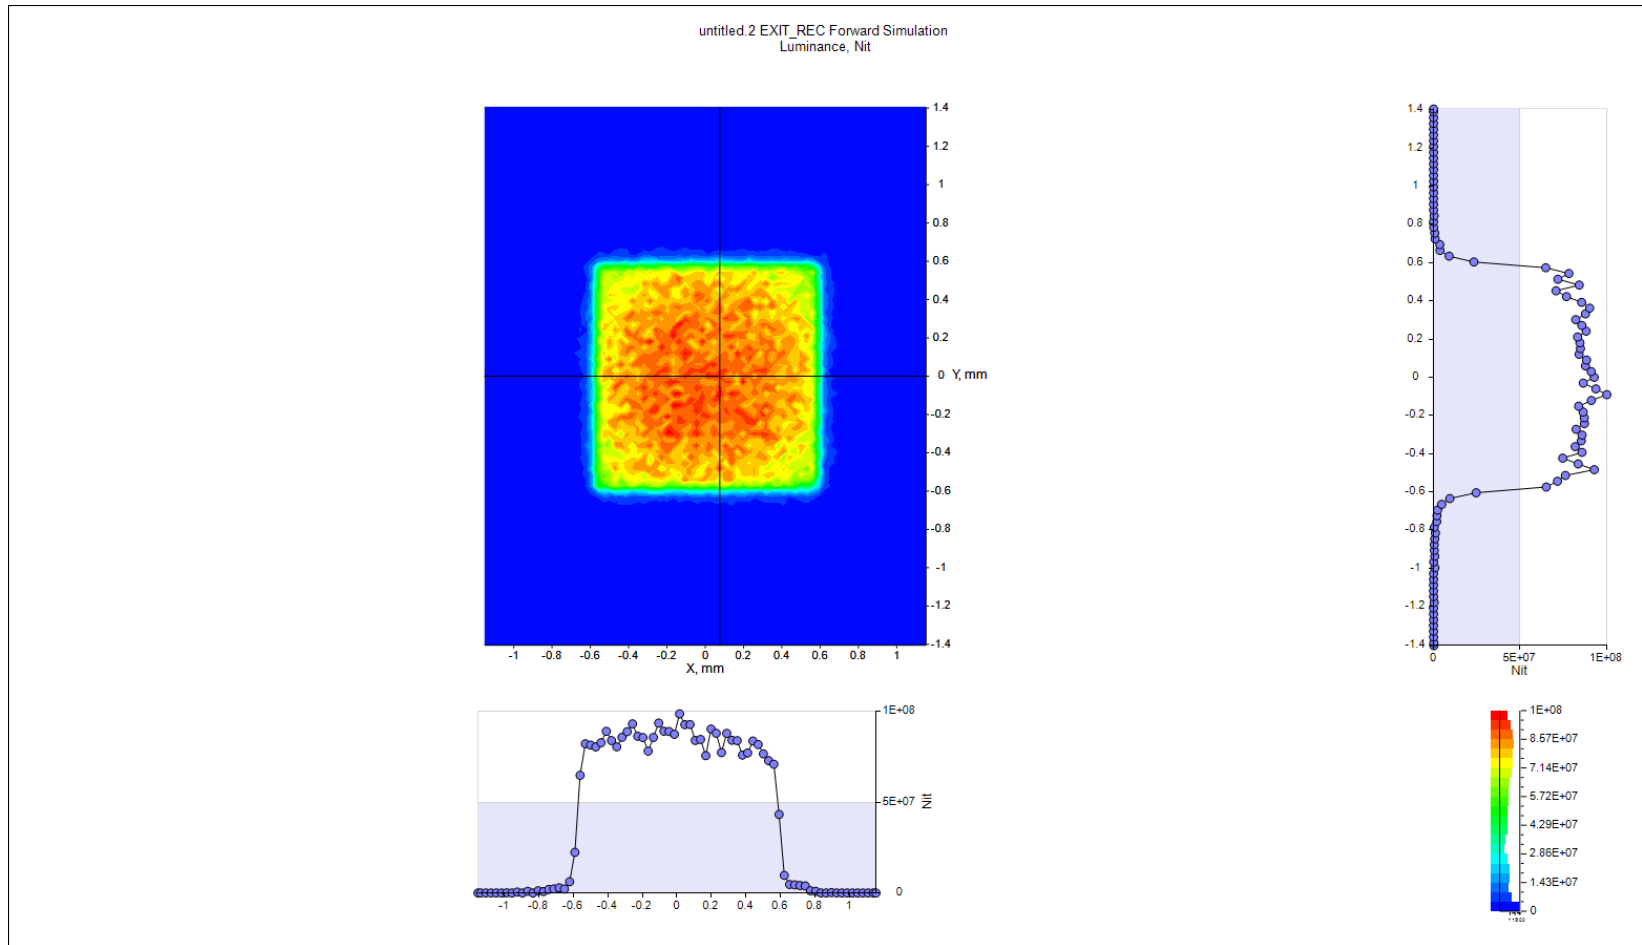 untitled.2 EXIT_REC Forward Simulation
Luminance, Nit
1.4
1.2
1
0.8
0.6
0.4
0.2
0 Y, mm
-0.2
-0.4
-0.6
-0.8
-1
-1.2
-1.4
-1 -0.8 -0.6 -0.4 -0.2 0 0.2 0.4 0.6 0.8 1
X, mm
1.4
1.2
1
0.8
0.6
0.4
0.2
0
-0.2
-0.4
-0.6
-0.8
-1
-1.2
-1.4
0 5E+07 1E+08
Nit
1E+08
5E+07 Nit
0
-1 -0.8 -0.6 -0.4 -0.2 0 0.2 0.4 0.6 0.8 1
1E+08
8.57E+07
7.14E+07
5.72E+07
4.29E+07
2.86E+07
1.43E+07
0